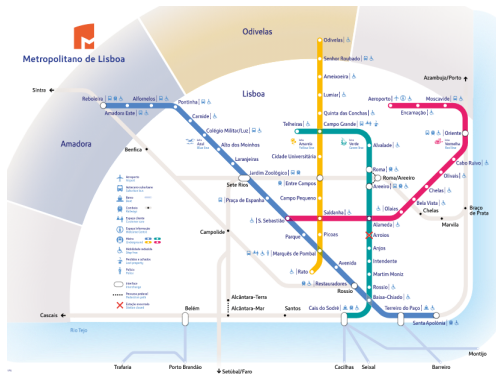 Metropolitano de Lisboa
Odivelas
Odivelas
Senhor Roubado
Ameixoeira
Lumiar
Quinta das Conchas
Campo Grande
Telheiras
Lisboa
Amadora
Sintra
Azambuja/Porto
Reboleira
Amadora Este
Alfornelos
Pontinha
Carnide
Colégio Militar/Luz
Alto dos Moinhos
Laranjeiras
Jardim Zoológico
Sete Rios
Praça de Espanha
S. Sebastião
Parque
Marquês de Pombal
Avenida
Restauradores
Rossio
Baixa-Chiado
Terreiro do Paço
Santa Apolónia
Benfica
Campolide
Cidade Universitária
Entre Campos
Campo Pequeno
Saldanha
Picoas
Rato
Amarela
Verde
Azul
Vermelha
Alvalade
Roma
Roma/Areeiro
Areeiro
Alameda
Arroios
Anjos
Intendente
Martim Moniz
Rossio
Cais do Sodré
Aeroporto
Encarnação
Moscavide
Oriente
Cabo Ruivo
Olivais
Chelas
Bela Vista
Olaias
Chelas
Marvila
Braço de Prata
Alcântara-Terra
Alcântara-Mar
Santos
Belém
Cascais
Rio Tejo
Trafaria
Porto Brandão
Setúbal/Faro
Cacilhas
Seixal
Barreiro
Montijo